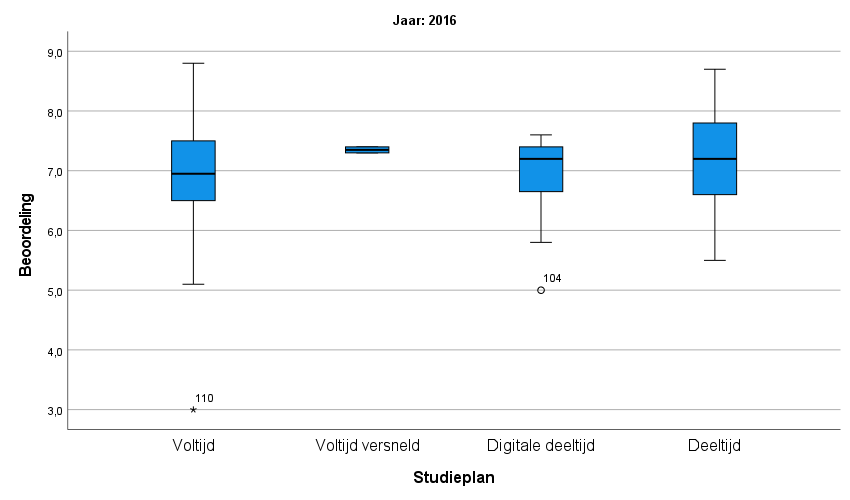 Jaar: 2016
9,0
8,0
7,0
6,0
5,0
4,0
3,0
Beoordeling
104
110
Voltijd Voltijd versneld Digitale deeltijd Deeltijd
Studieplan